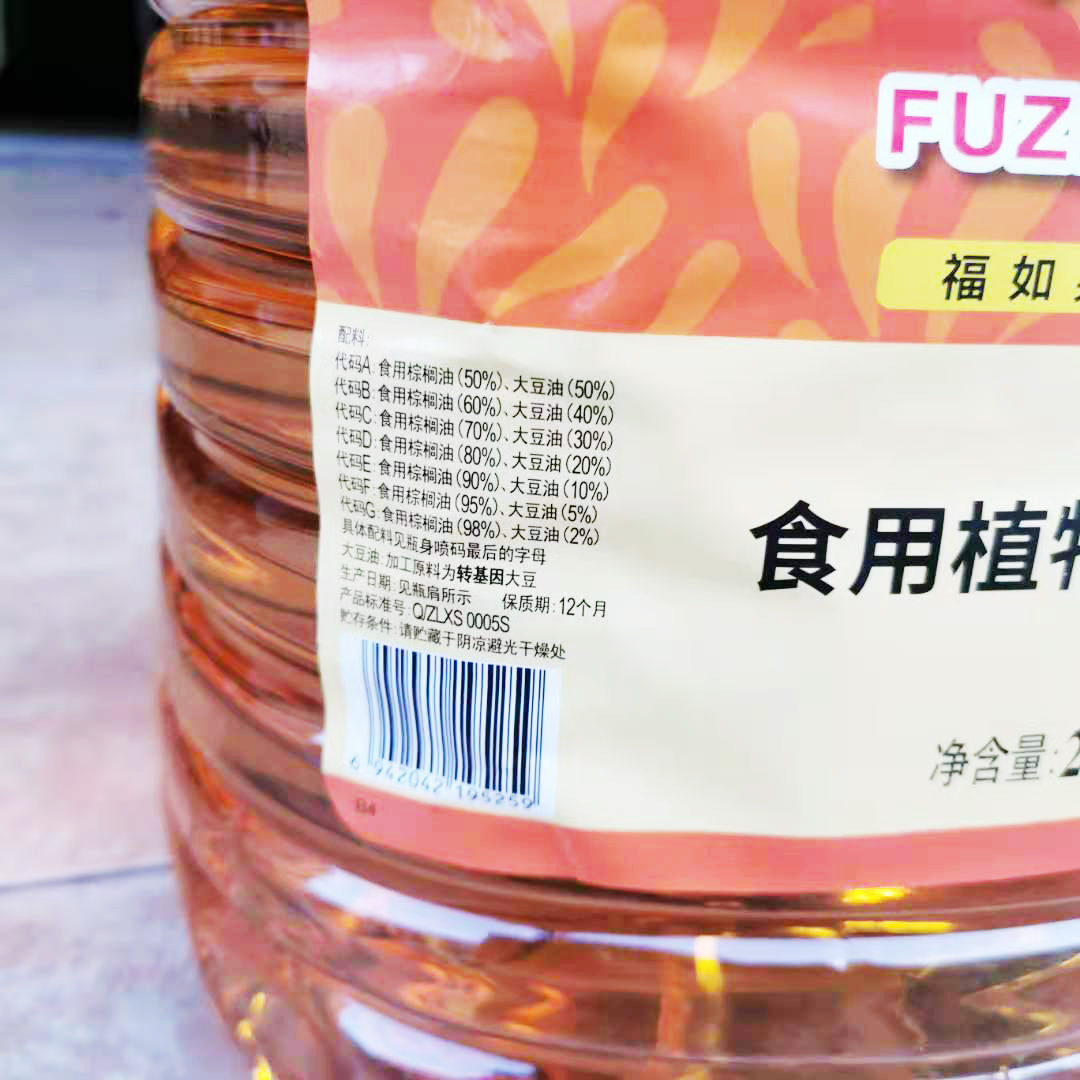 FUZ
福如
配料:
代码A:食用棕榈油(50%)、大豆油(50%)
代码B:食用棕榈油(60%)、大豆油(40%)
代码C:食用棕榈油(70%)、大豆油(30%)
代码D:食用棕榈油(80%)、大豆油(20%)
代码E:食用棕榈油(90%)、大豆油(10%)
代码F:食用棕榈油(95%)、大豆油(5%)
代码G:食用棕榈油(98%)、大豆油(2%)
具体配料见瓶身喷码最后的字母
大豆油:加工原料为转基因大豆
生产日期:见瓶肩所示 保质期:12个月
产品标准号:Q/ZLXS 0005S
贮存条件:请贮藏于阴凉避光干燥处
食用植
净含量:2
6 942042 195259
B4